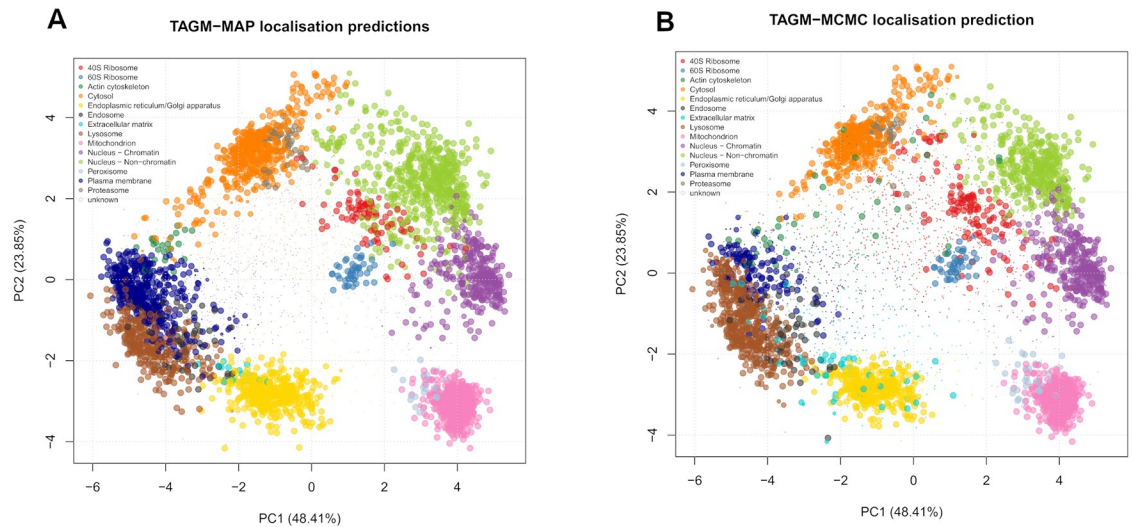 A
TAGM−MAP localisation predictions
40S Ribosome
60S Ribosome
Actin cytoskeleton
Cytosol
Endoplasmic reticulum/Golgi apparatus
Endosome
Extracellular matrix
Lysosome
Mitochondrion
Nucleus − Chromatin
Nucleus − Non−chromatin
Peroxisome
Plasma membrane
Proteasome
unknown
PC2 (23.85%)
4
2
0
−2
−4
−6 −4 −2 0 2 4
PC1 (48.41%)
B
TAGM−MCMC localisation prediction
40S Ribosome
60S Ribosome
Actin cytoskeleton
Cytosol
Endoplasmic reticulum/Golgi apparatus
Endosome
Extracellular matrix
Lysosome
Mitochondrion
Nucleus − Chromatin
Nucleus − Non−chromatin
Peroxisome
Plasma membrane
Proteasome
unknown
PC2 (23.85%)
4
2
0
−2
−4
−6 −4 −2 0 2 4
PC1 (48.41%)